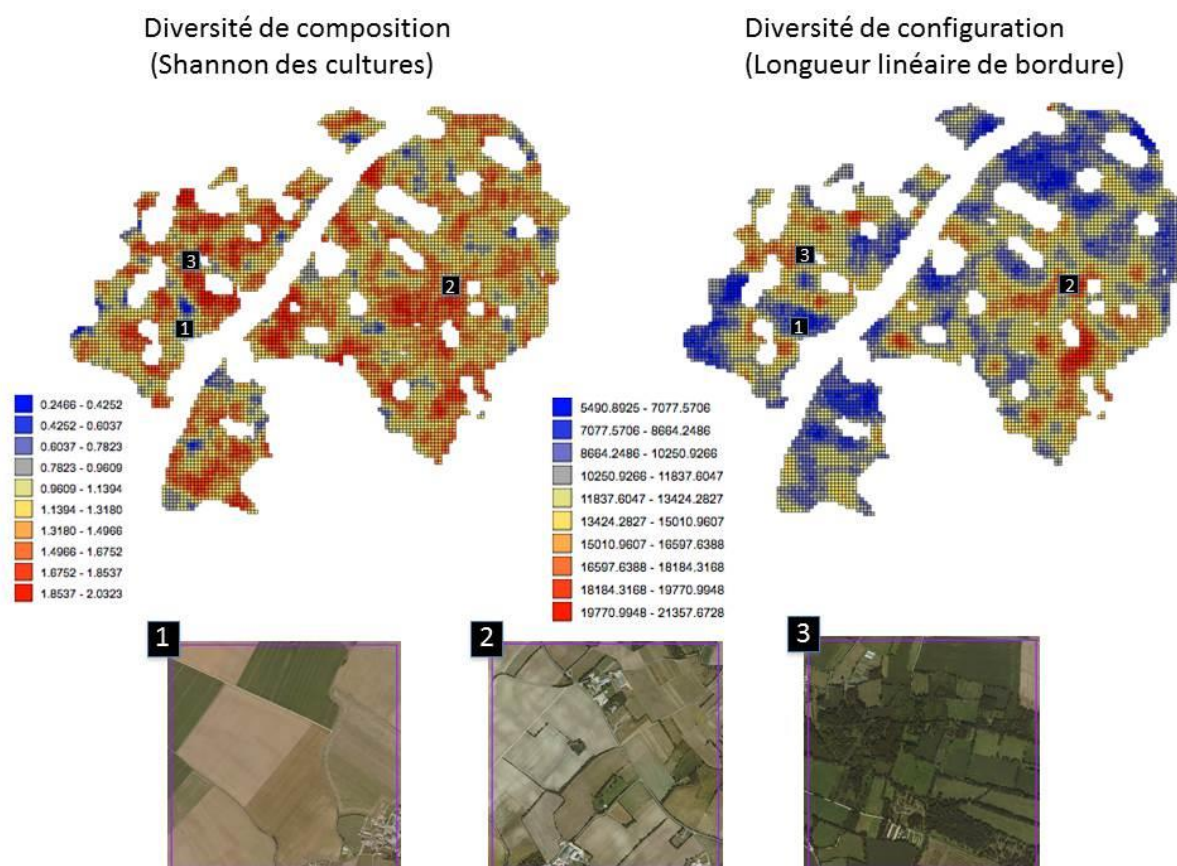 Diversité de composition
(Shannon des cultures)
Diversité de configuration
(Longueur linéaire de bordure)
3
2
1
3
2
1
0.2466 - 0.4252
0.4252 - 0.6037
0.6037 - 0.7823
0.7823 - 0.9609
0.9609 - 1.1394
1.1394 - 1.3180
1.3180 - 1.4966
1.4966 - 1.6752
1.6752 - 1.8537
1.8537 - 2.0323
5490.8925 - 7077.5706
7077.5706 - 8664.2486
8664.2486 - 10250.9266
10250.9266 - 11837.6047
11837.6047 - 13424.2827
13424.2827 - 15010.9607
15010.9607 - 16597.6388
16597.6388 - 18184.3168
18184.3168 - 19770.9948
19770.9948 - 21357.6728
1
2
3